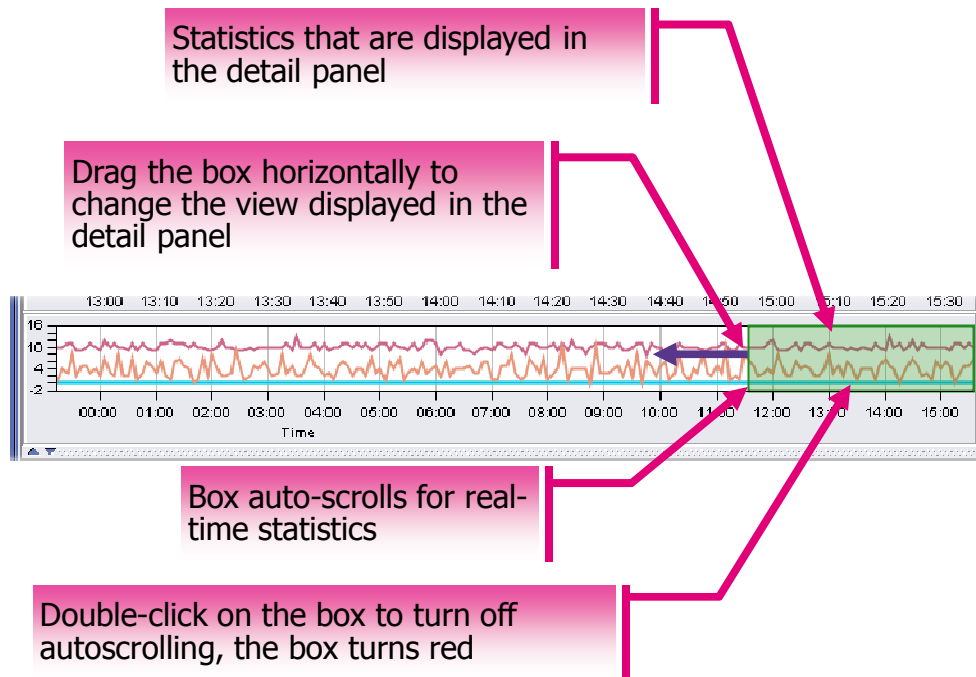 Statistics that are displayed in
the detail panel
Drag the box horizontally to
change the view displayed in the
detail panel
13:00 13:10 13:20 13:30 13:40 13:50 14:00 14:10 14:20 14:30 14:40 14:50 15:00 15:10 15:20 15:30
16
10
4
-2
00:00 01:00 02:00 03:00 04:00 05:00 06:00 07:00 08:00 09:00 10:00 12:00 14:00 15:00
Time
Box auto-scrolls for real-
time statistics
Double-click on the box to turn off
autoscrolling, the box turns red